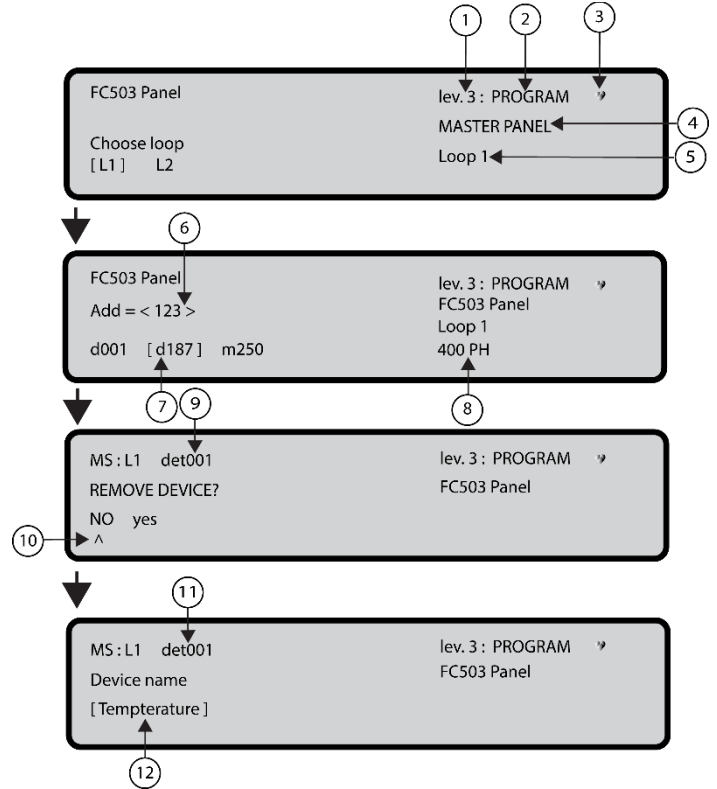 1 2 3
FC503 Panel lev. 3 : PROGRAM
MASTER PANEL 4
Choose loop
[ L1 ] L2 Loop 1 5
6
FC503 Panel lev. 3 : PROGRAM
Add = < 123 > FC503 Panel
Loop 1
d001 [ d187 ] m250 400 PH
7 9 8
MS : L1 det001 lev. 3 : PROGRAM
REMOVE DEVICE? FC503 Panel
NO yes
10 ^
11
MS : L1 det001 lev. 3 : PROGRAM
Device name FC503 Panel
[ Tempterature ]
12